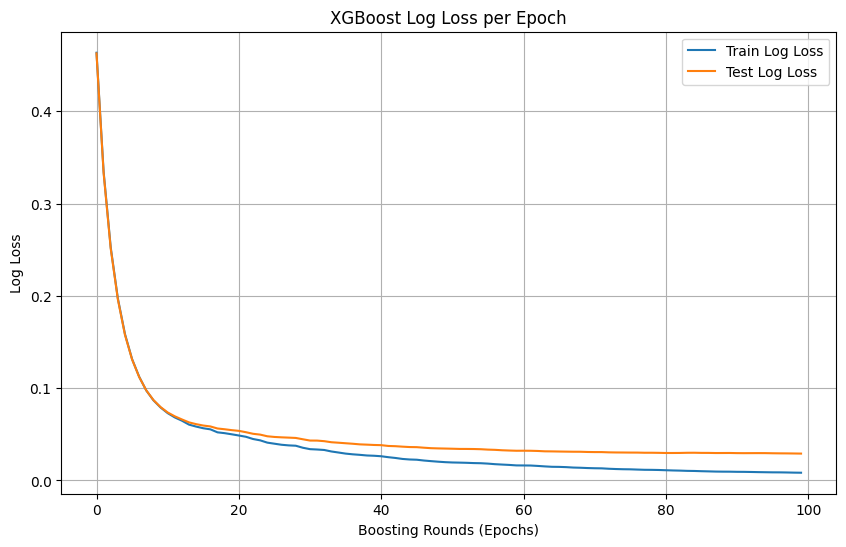 XGBoost Log Loss per Epoch
Train Log Loss
Test Log Loss
Log Loss
0.4
0.3
0.2
0.1
0.0
0
20
40
60
80
100
Boosting Rounds (Epochs)